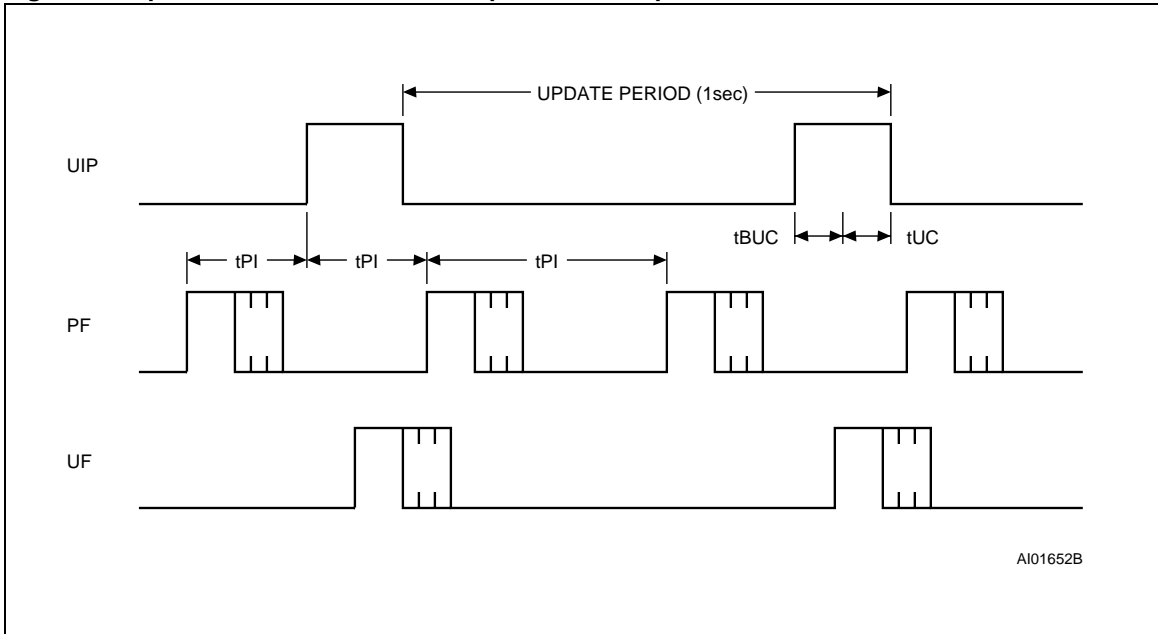 UPDATE PERIOD (1sec)
UIP
tBUC
tUC
tPI
tPI
tPI
PF
UF
AI01652B